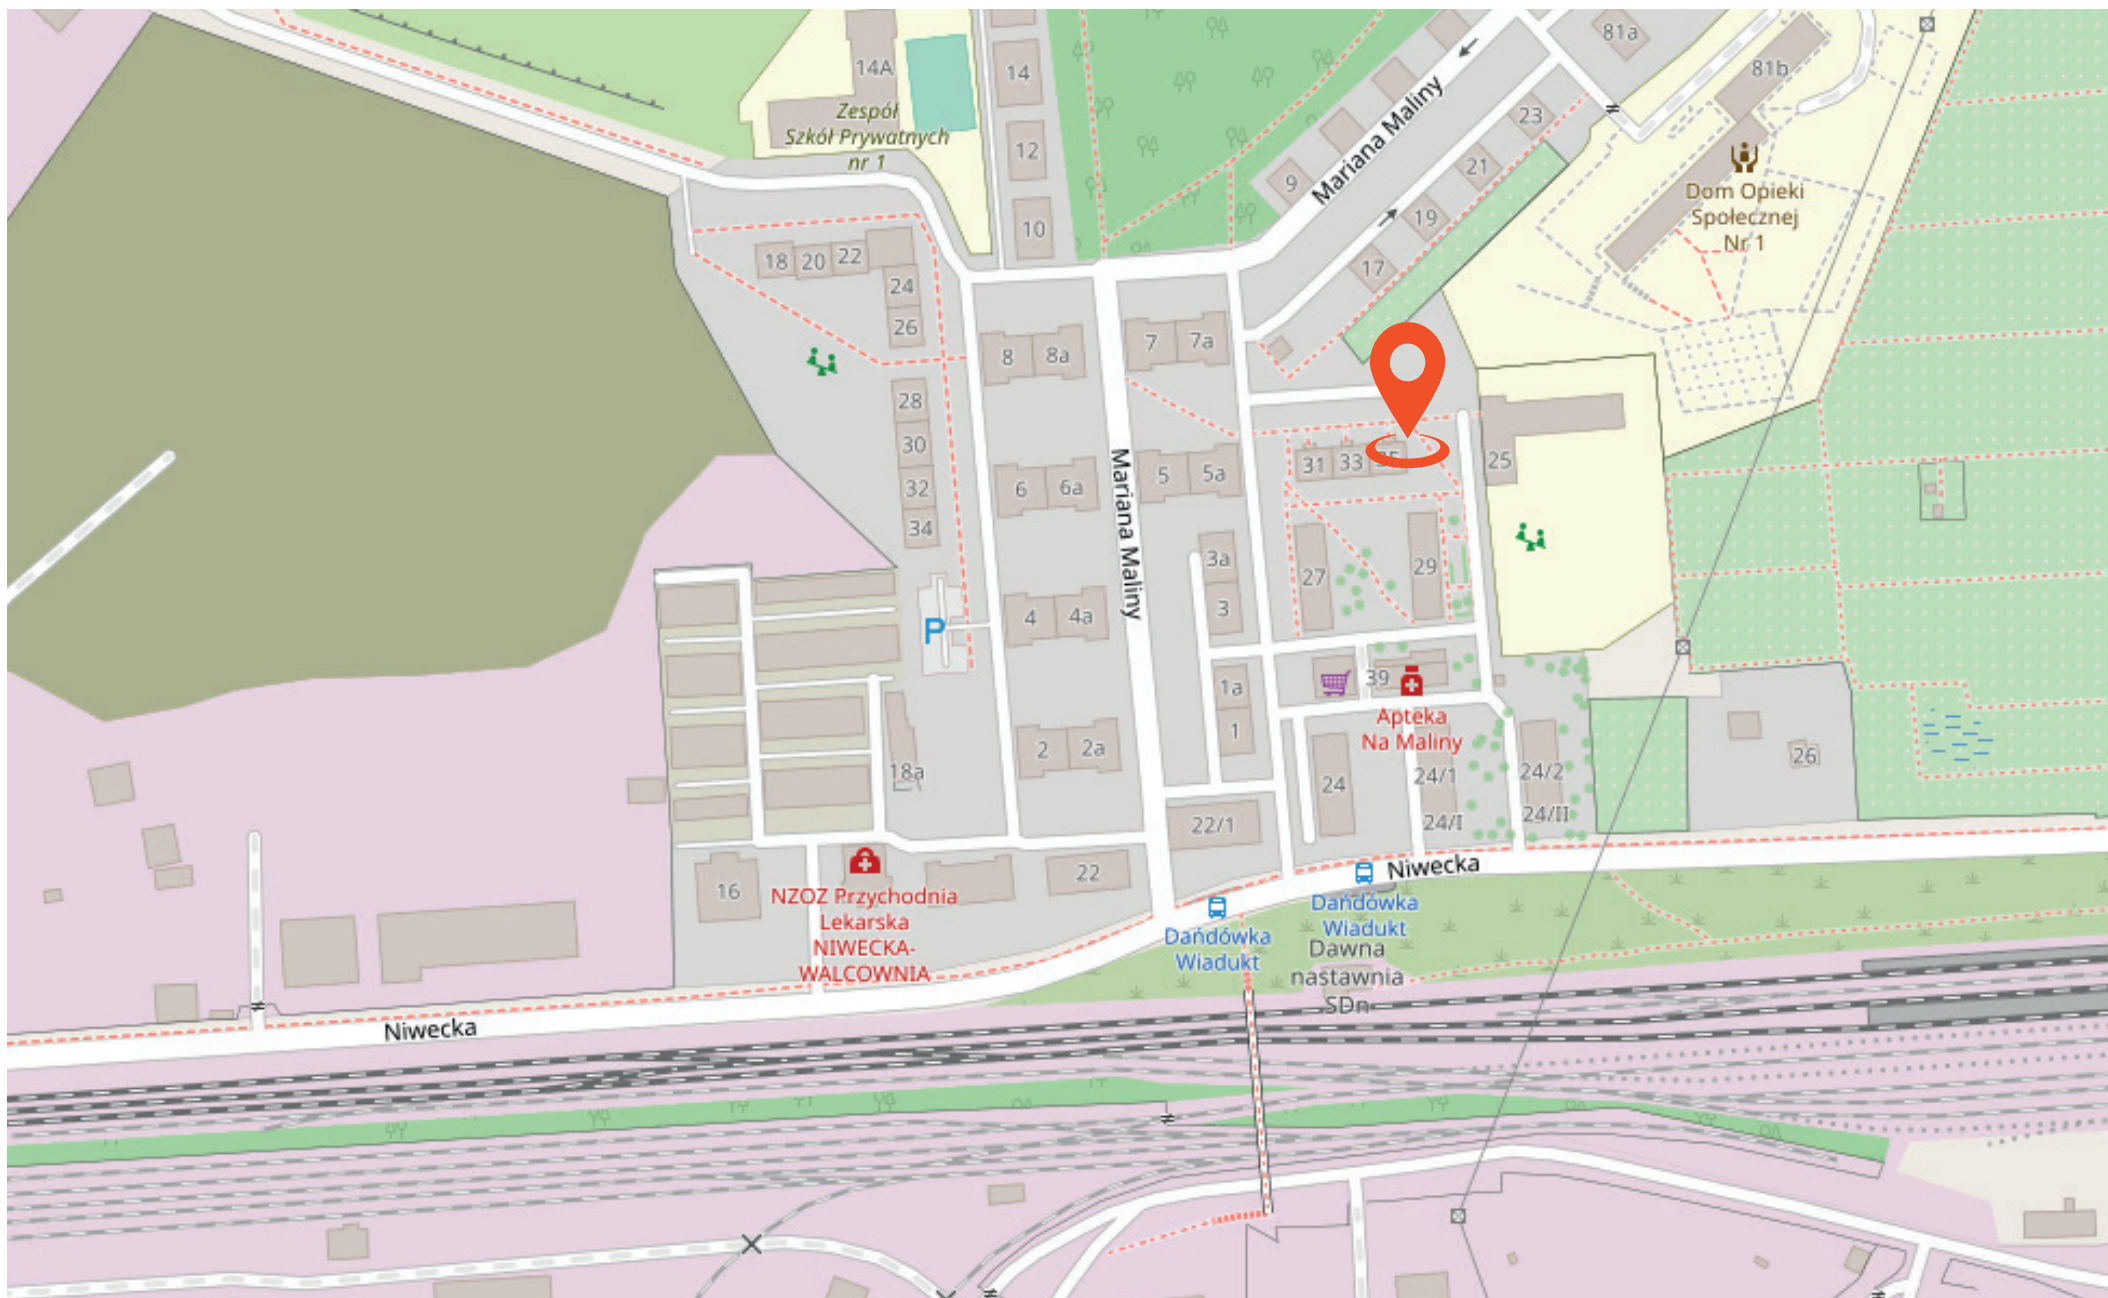 81a
81b
14A
14
Zespół
Szkół Prywatnych
nr 1
12
10
9
Mariana Maliny
23
21
19
17
Dom Opieki
Społecznej
Nr 1
18
20
22
24
26
8
8a
7
7a
28
30
32
34
6
6a
5
5a
Mariana Maliny
31
33
35
25
3a
3
27
29
4
4a
P
1a
1
39
Apteka
Na Maliny
2
2a
18a
24
24/1
24/I
24/2
24/II
26
22/1
22
16
NZOZ Przychodnia
Lekarska
NIWECKA-
WALCOWNIA
Niwecka
Dańdówka
Wiadukt
Dańdówka
Wiadukt
Dawna
nastawnia
SDn
Niwecka